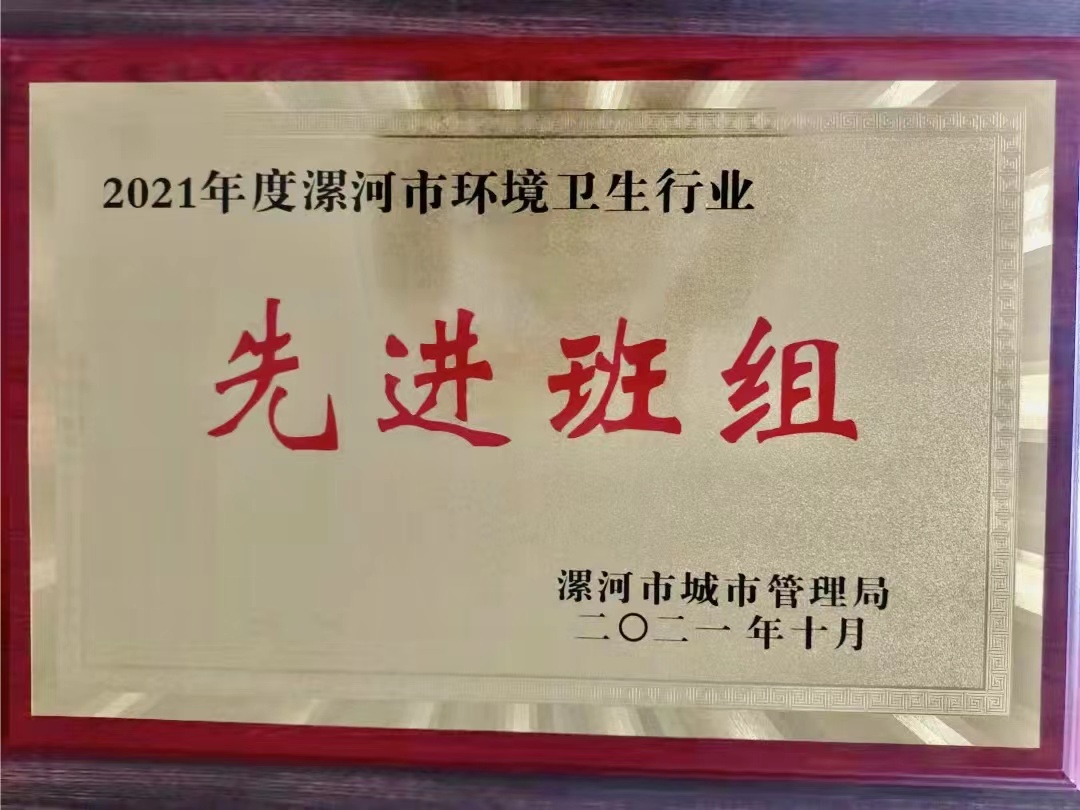 2021年度漯河市环境卫生行业
先进班组
漯河市城市管理局
二〇二一年十月